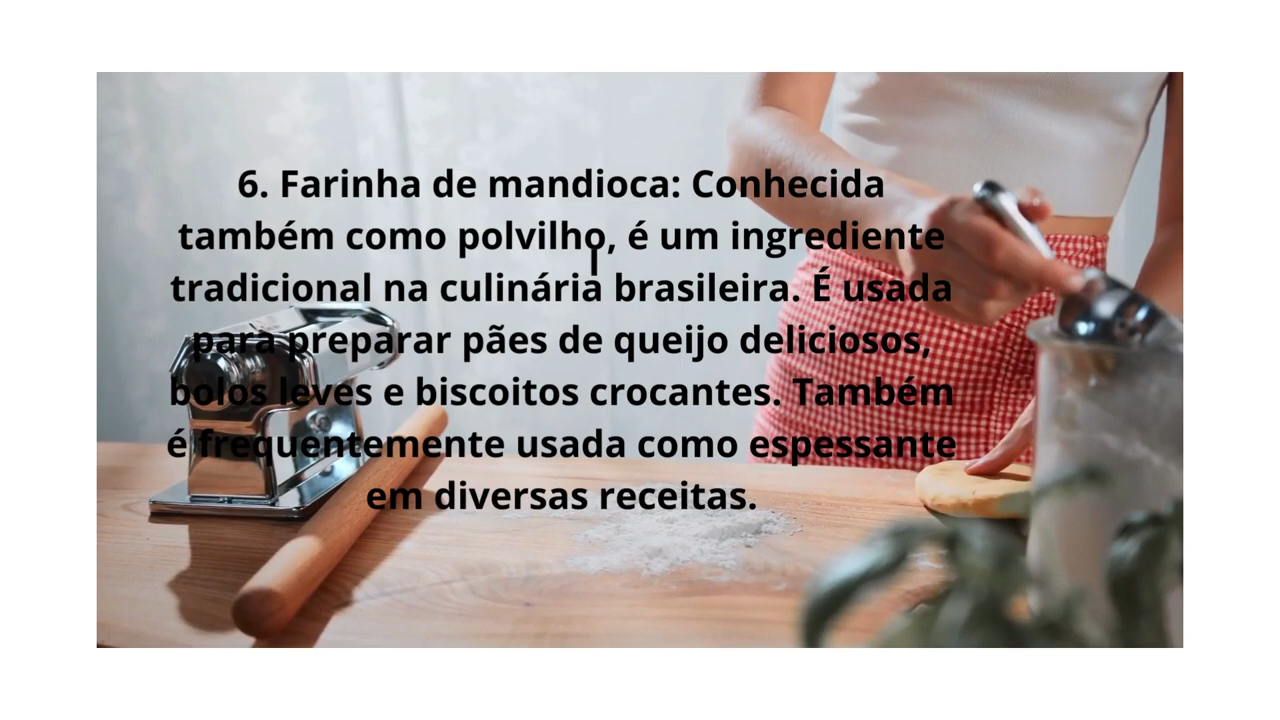 6. Farinha de mandioca: Conhecida
também como polvilho, é um ingrediente
tradicional na culinária brasileira. É usada
para preparar pães de queijo deliciosos,
bolos leves e biscoitos crocantes. Também
é frequentemente usada como espessante
em diversas receitas.